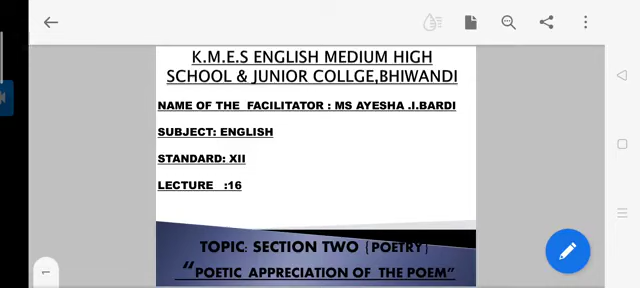 K.M.E.S ENGLISH MEDIUM HIGH
SCHOOL & JUNIOR COLLGE,BHIWANDI
NAME OF THE FACILITATOR : MS AYESHA .I.BARDI
SUBJECT: ENGLISH
STANDARD: XII
LECTURE :16
TOPIC: SECTION TWO {POETRY}
“POETIC APPRECIATION OF THE POEM”
1